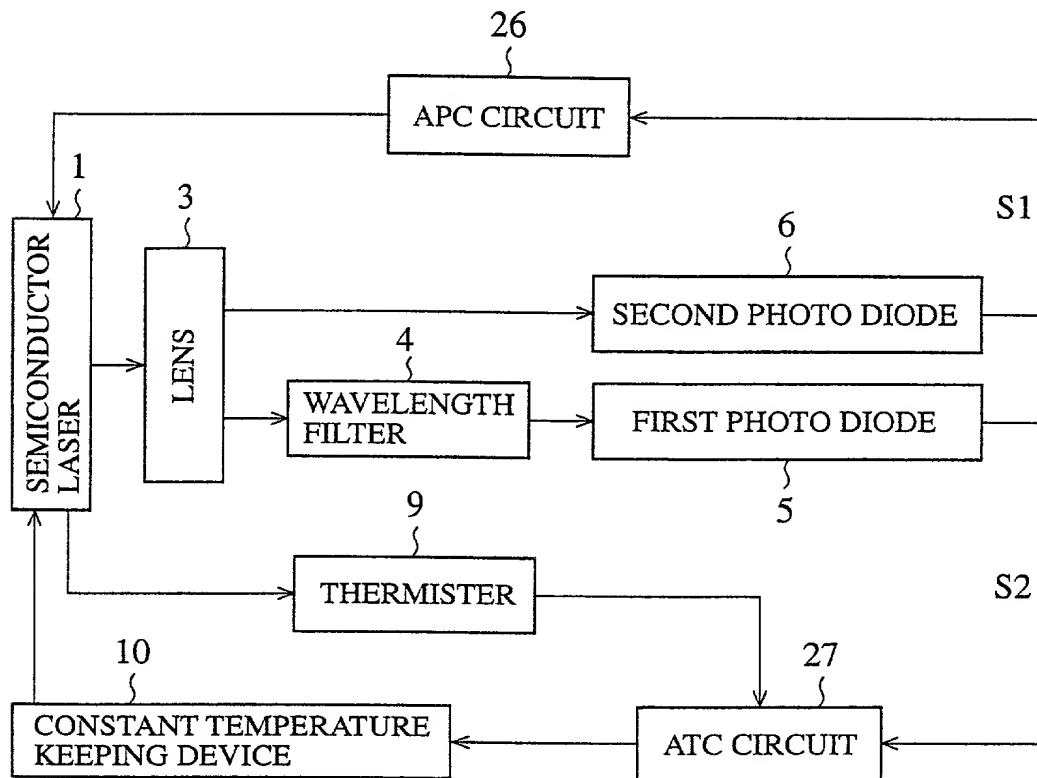 26
APC CIRCUIT
1
SEMICONDUCTOR
LASER
3
LENS
S1
6
SECOND PHOTO DIODE
4
WAVELENGTH
FILTER
FIRST PHOTO DIODE
5
9
THERMISTER
S2
10
CONSTANT TEMPERATURE
KEEPING DEVICE
27
ATC CIRCUIT